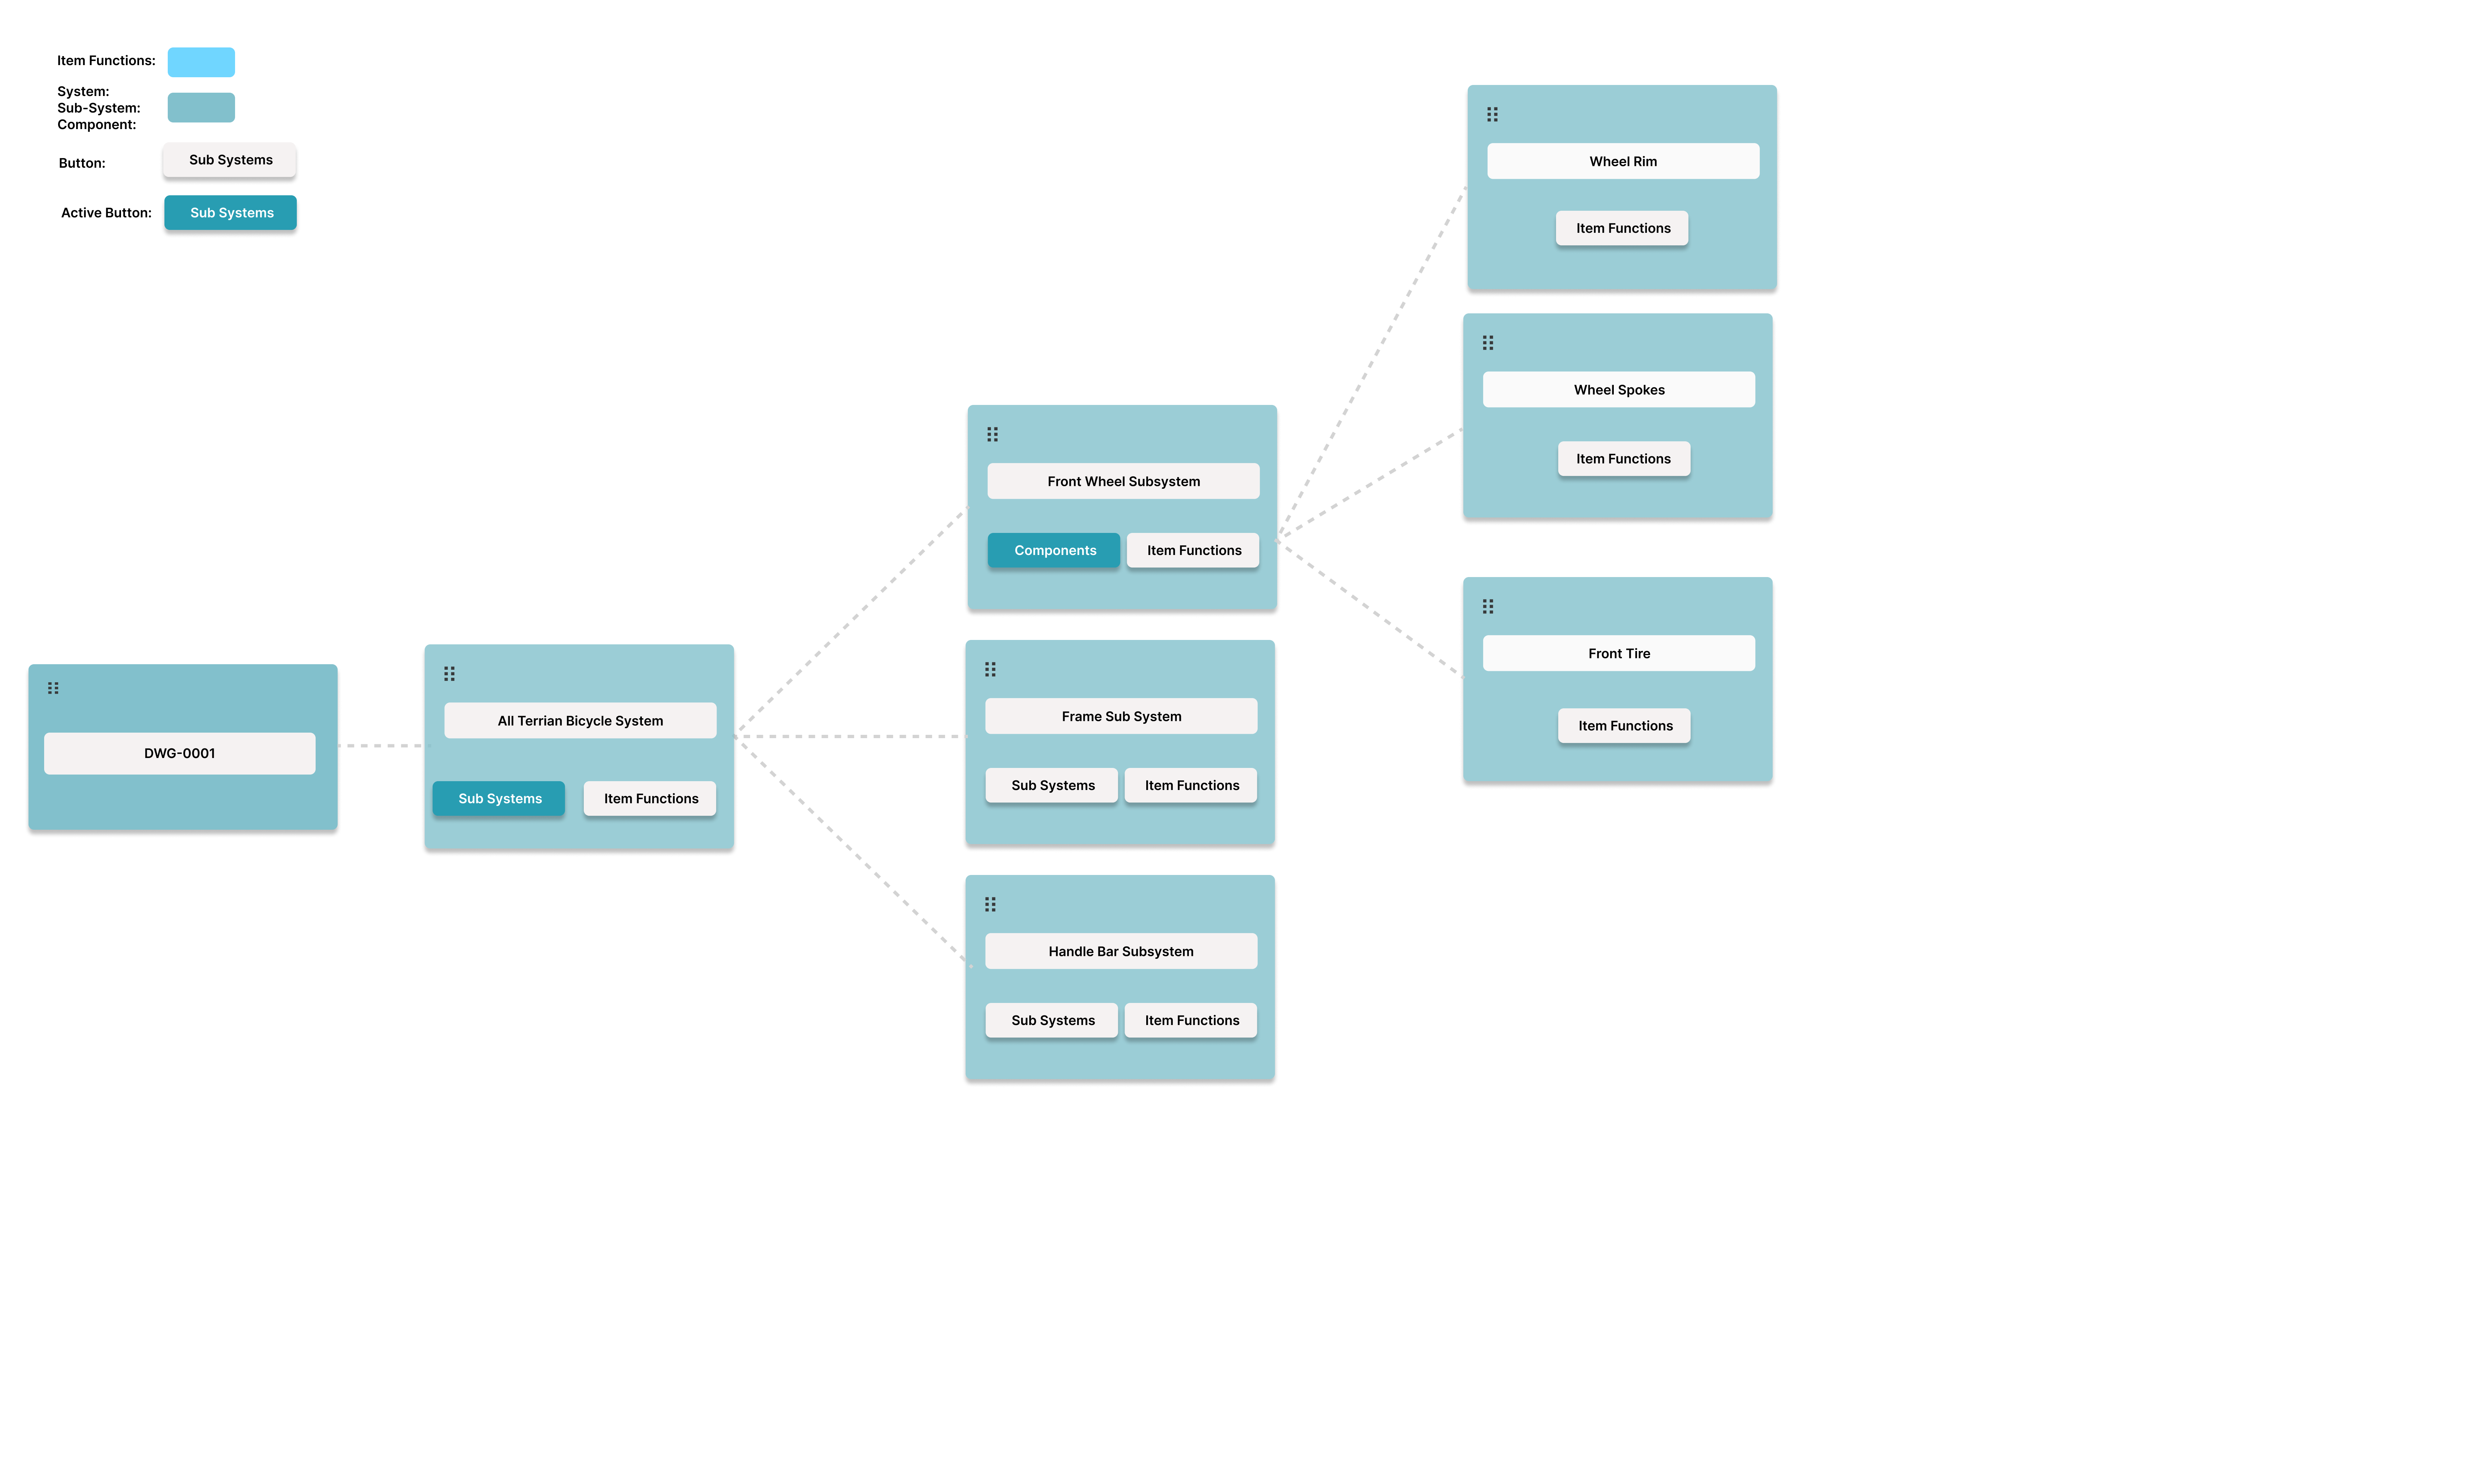 Item Functions:
System:
Sub-System:
Component:
Button:
Sub Systems
Active Button:
Sub Systems
DWG-0001
All Terrian Bicycle System
Sub Systems
Item Functions
Front Wheel Subsystem
Components
Item Functions
Frame Sub System
Sub Systems
Item Functions
Handle Bar Subsystem
Sub Systems
Item Functions
Wheel Rim
Item Functions
Wheel Spokes
Item Functions
Front Tire
Item Functions